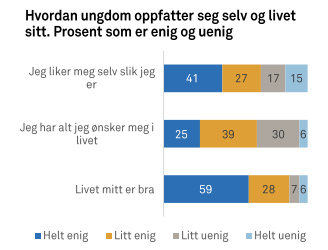 Hvordan ungdom oppfatter seg selv og livet
sitt. Prosent som er enig og uenig
Jeg liker meg selv slik jeg
er
41 27 17 15
Jeg har alt jeg ønsker meg i
livet
25 39 30 6
Livet mitt er bra
59 28 7 6
Helt enig Litt enig Litt uenig Helt uenig